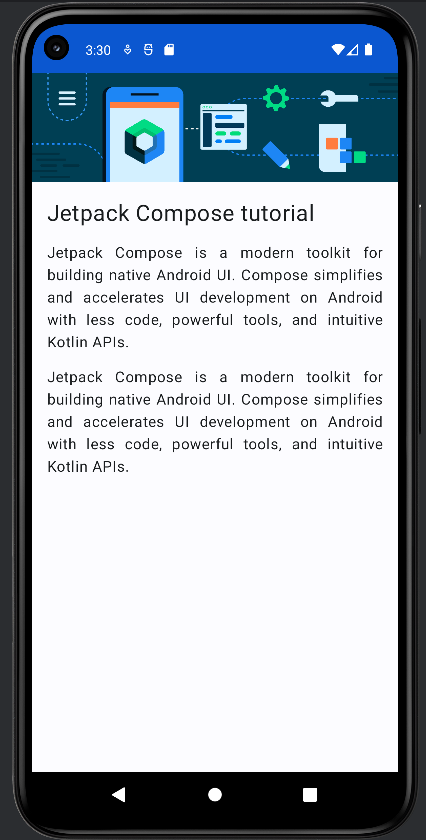 3:30
Jetpack Compose tutorial
Jetpack Compose is a modern toolkit for
building native Android UI. Compose simplifies
and accelerates UI development on Android
with less code, powerful tools, and intuitive
Kotlin APIs.
Jetpack Compose is a modern toolkit for
building native Android UI. Compose simplifies
and accelerates UI development on Android
with less code, powerful tools, and intuitive
Kotlin APIs.